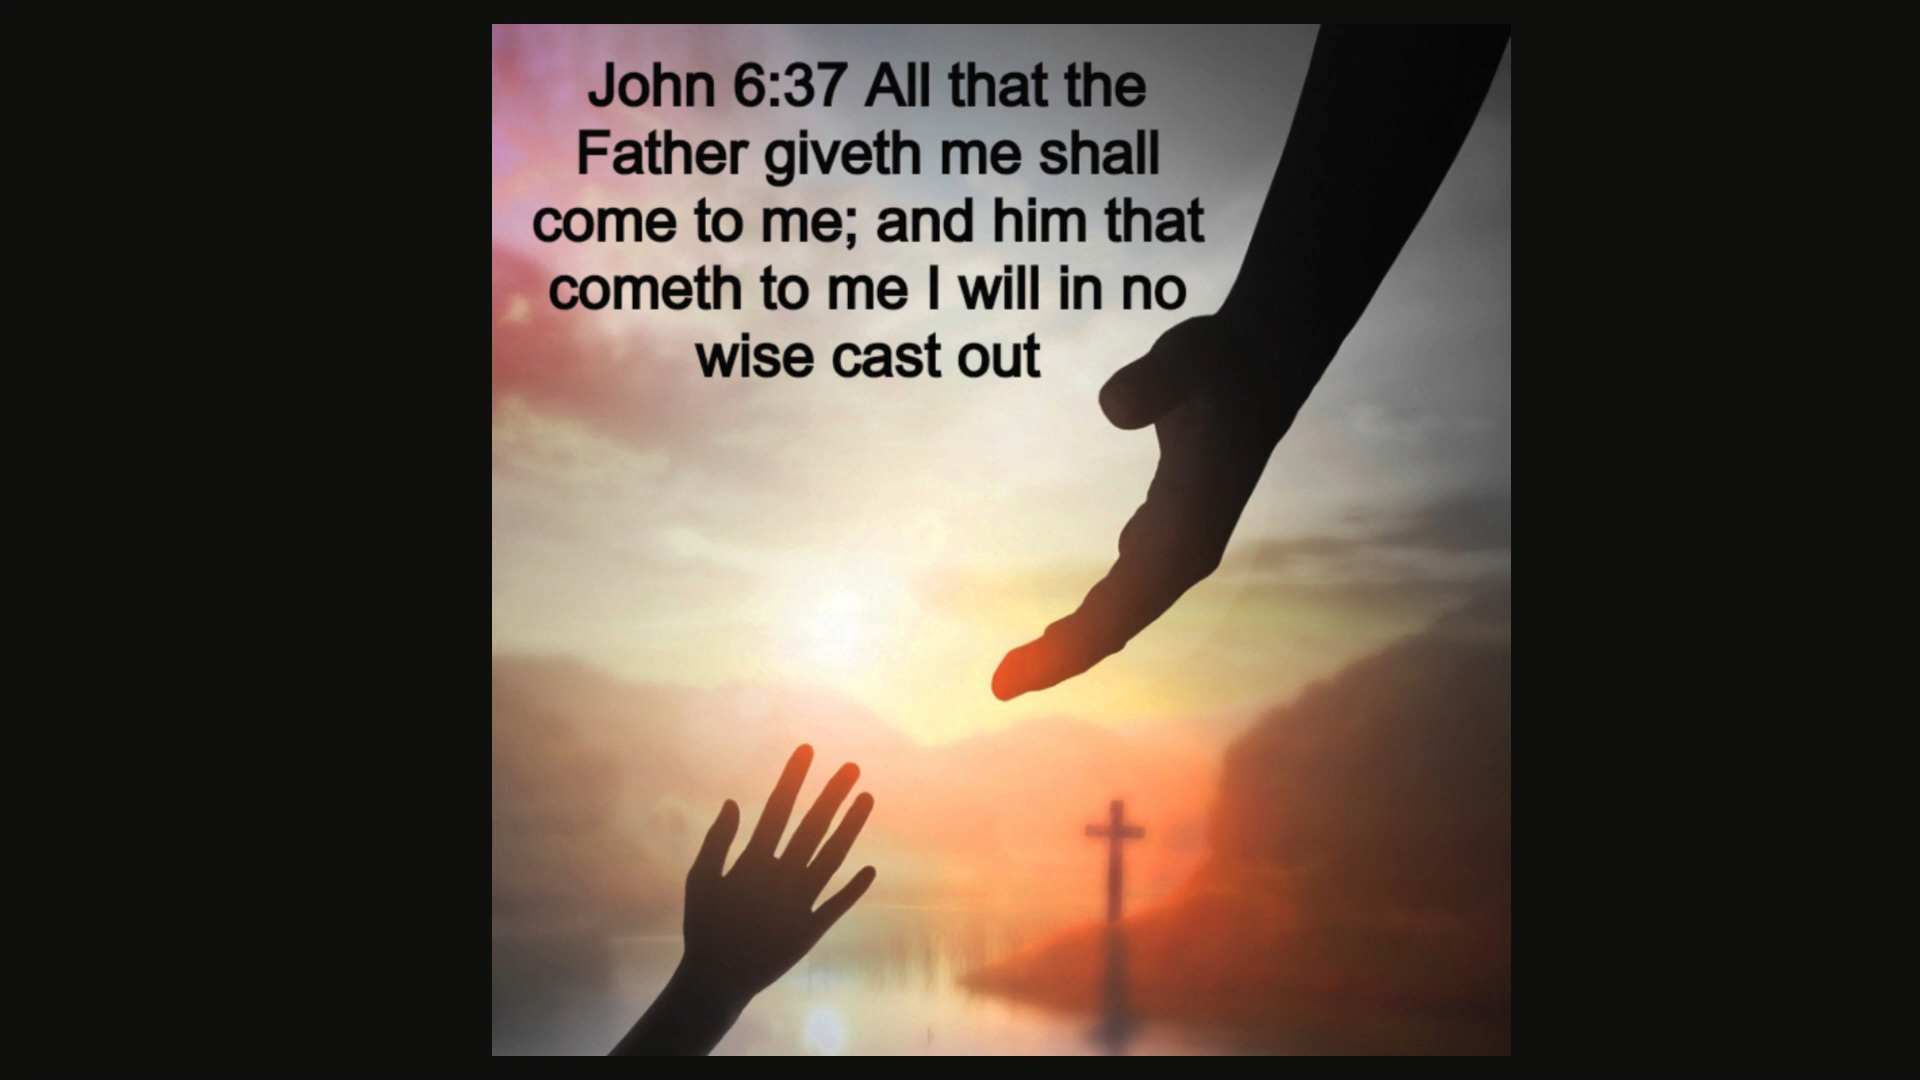 John 6:37 All that the
Father giveth me shall
come to me; and him that
cometh to me I will in no
wise cast out